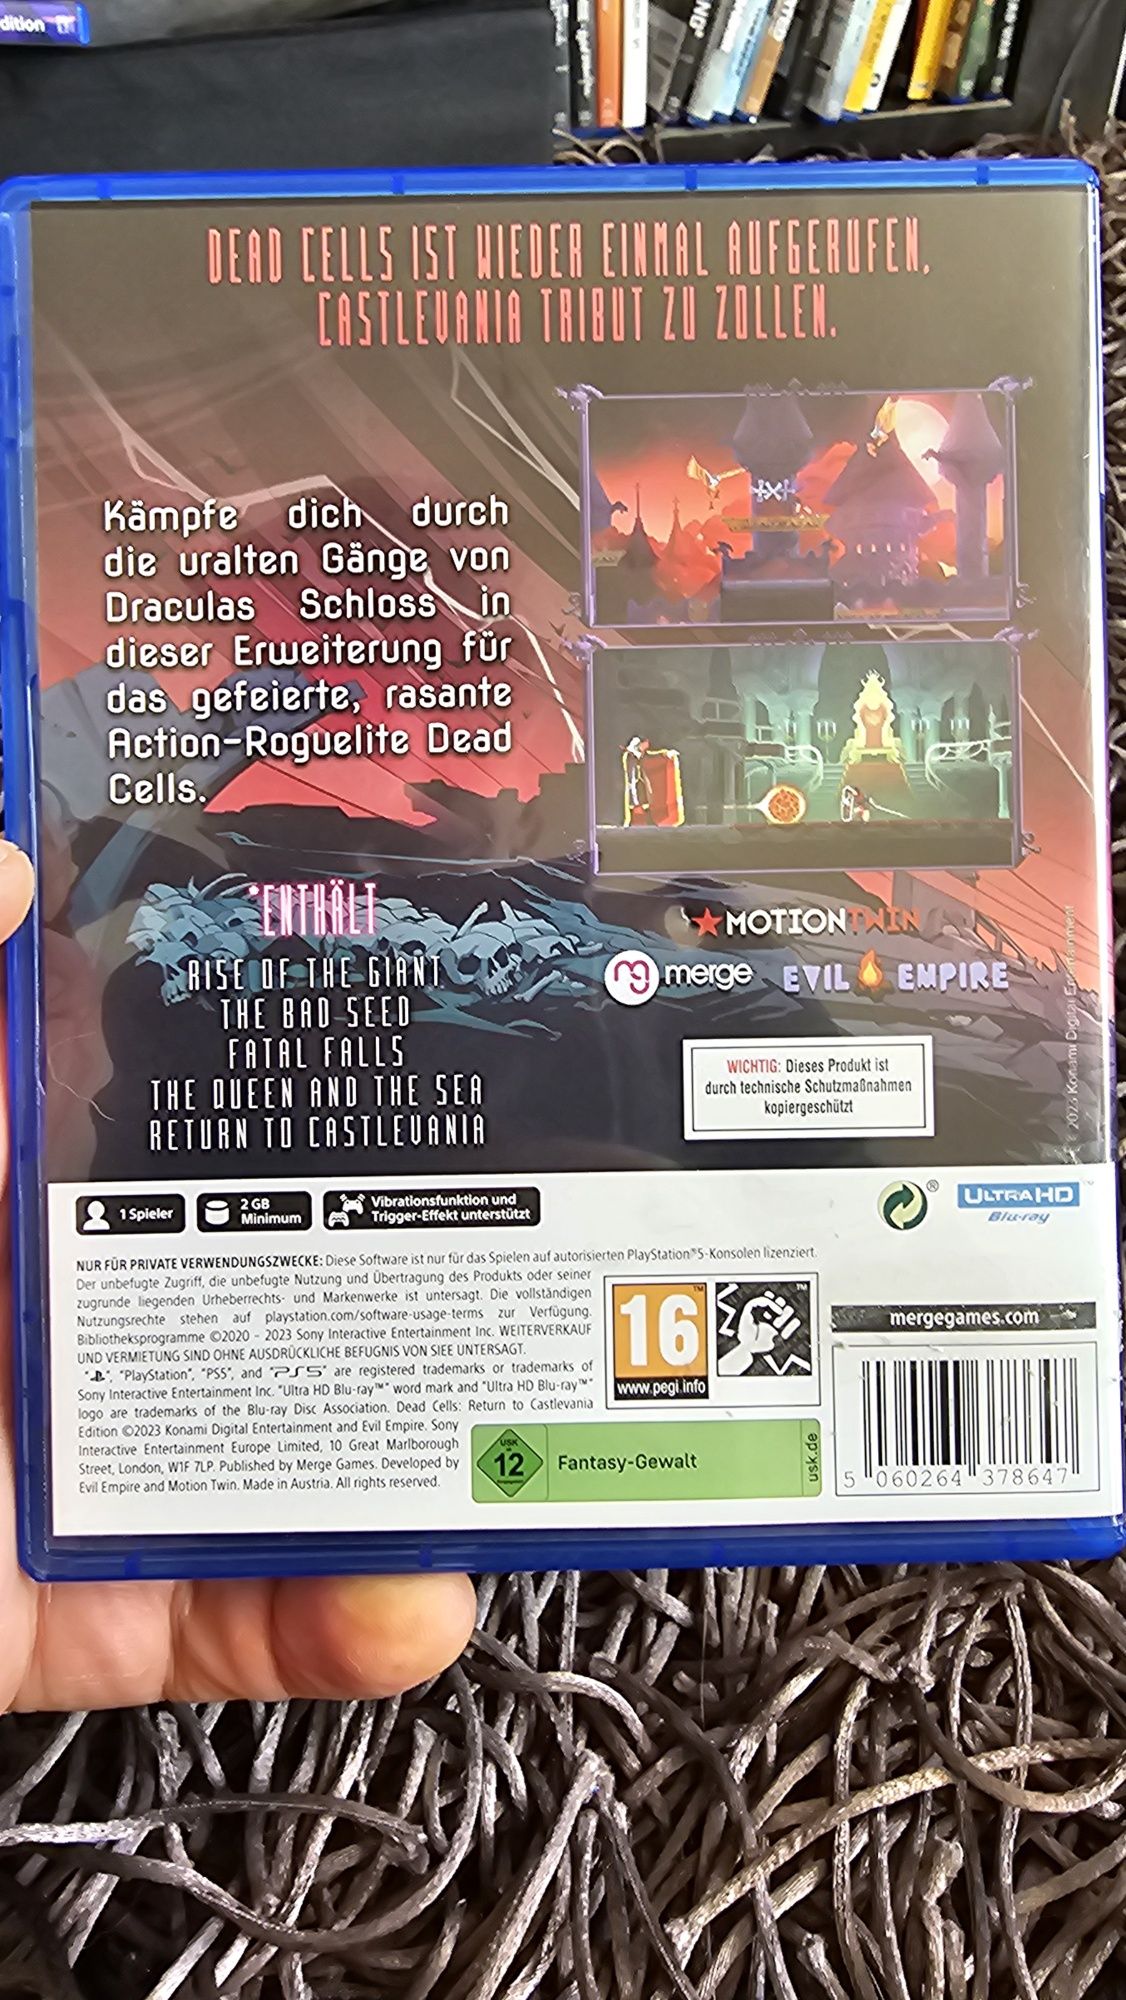 dition
DEAD CELLS IST WIEDER EINMAL AUFGERUFEN,
CASTLEVANIA TRIBUT ZU ZOLLEN.
Kämpfe dich durch
die uralten Gänge von
Draculas Schloss in
dieser Erweiterung für
das gefeierte, rasante
Action-Roguelite Dead
Cells.
*ENTHÄLT
RISE OF THE GIANT
THE BAD SEED
FATAL FALLS
THE QUEEN AND THE SEA
RETURN TO CASTLEVANIA
MOTIONTWIN
merge EVIL EMPIRE
WICHTIG: Dieses Produkt ist
durch technische Schutzmaßnahmen
kopiergeschützt
© 2023 Konami Digital Entertainment
1 Spieler
2 GB
Minimum
Vibrationsfunktion und
Trigger-Effekt unterstützt
®
ULTRA HD
Blu-ray™
NUR FÜR PRIVATE VERWENDUNGSZWECKE: Diese Software ist nur für das Spielen auf autorisierten PlayStation®5-Konsolen lizenziert.
Der unbefugte Zugriff, die unbefugte Nutzung und Übertragung des Produkts oder seiner
zugrunde liegenden Urheberrechts- und Markenwerke ist untersagt. Die vollständigen
Nutzungsrechte stehen auf playstation.com/software-usage-terms zur Verfügung.
Bibliotheksprogramme ©2020 - 2023 Sony Interactive Entertainment Inc. WEITERVERKAUF
UND VERMIETUNG SIND OHNE AUSDRÜCKLICHE BEFUGNIS VON SIEE UNTERSAGT.
" ", "PlayStation", "PS5", and "PS5" are registered trademarks or trademarks of
Sony Interactive Entertainment Inc. "Ultra HD Blu-ray™" word mark and "Ultra HD Blu-ray™"
logo are trademarks of the Blu-ray Disc Association. Dead Cells: Return to Castlevania
Edition ©2023 Konami Digital Entertainment and Evil Empire. Sony
Interactive Entertainment Europe Limited, 10 Great Marlborough
Street, London, W1F 7LP. Published by Merge Games. Developed by
Evil Empire and Motion Twin. Made in Austria. All rights reserved.
16
www.pegi.info
USK
12
Fantasy-Gewalt
usk.de
mergegames.com
5 060264 378647